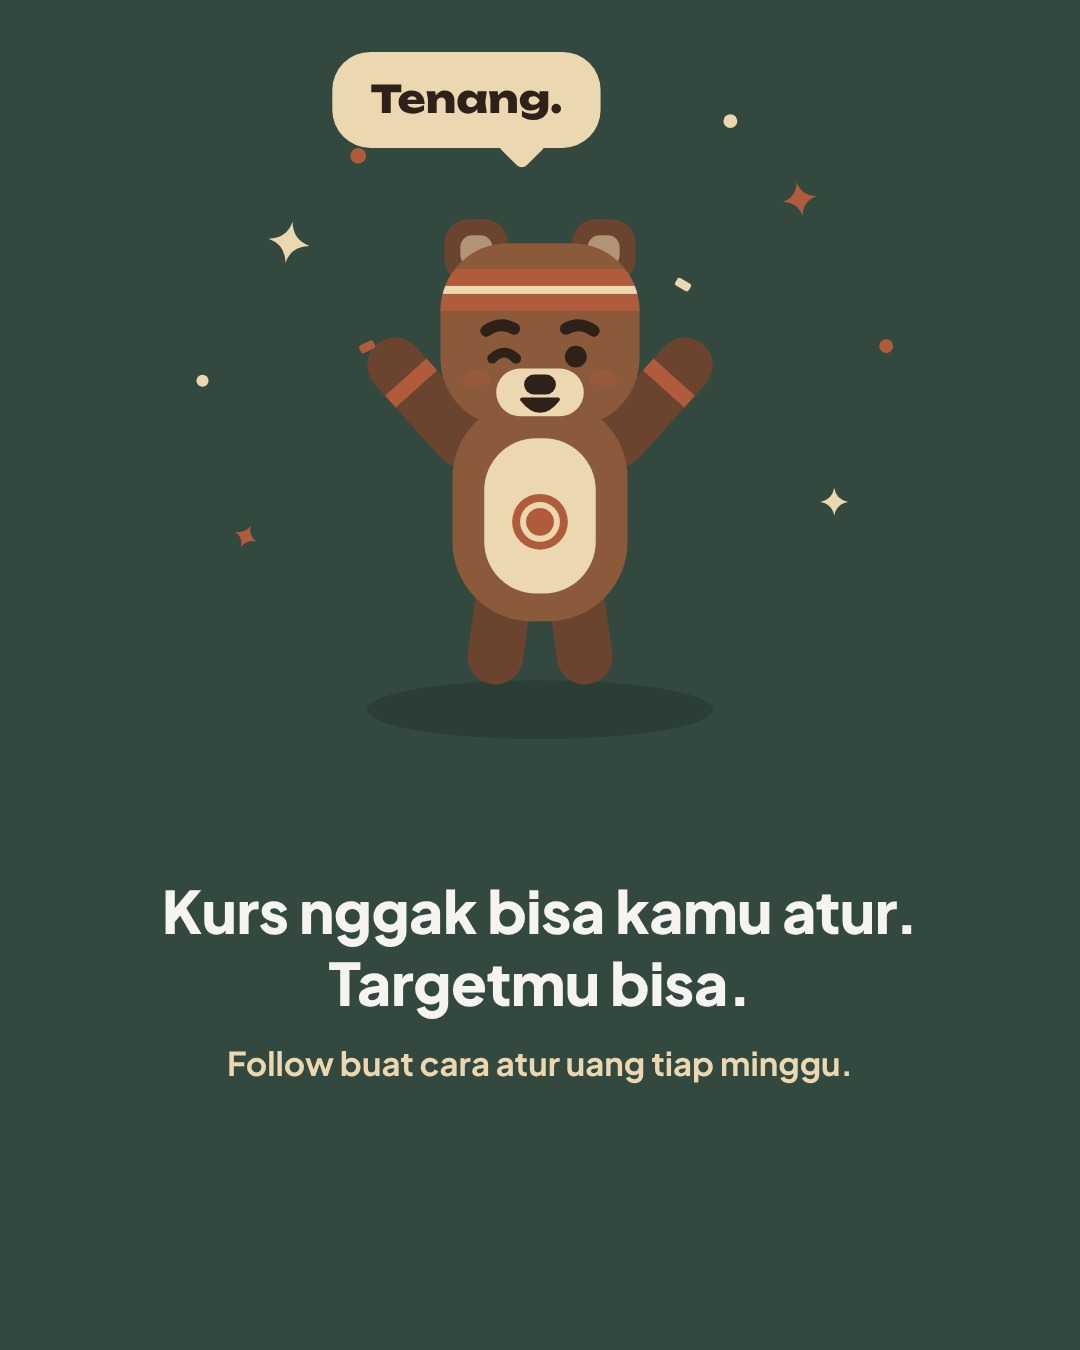 Tenang.
Kurs nggak bisa kamu atur.
Targetmu bisa.
Follow buat cara atur uang tiap minggu.